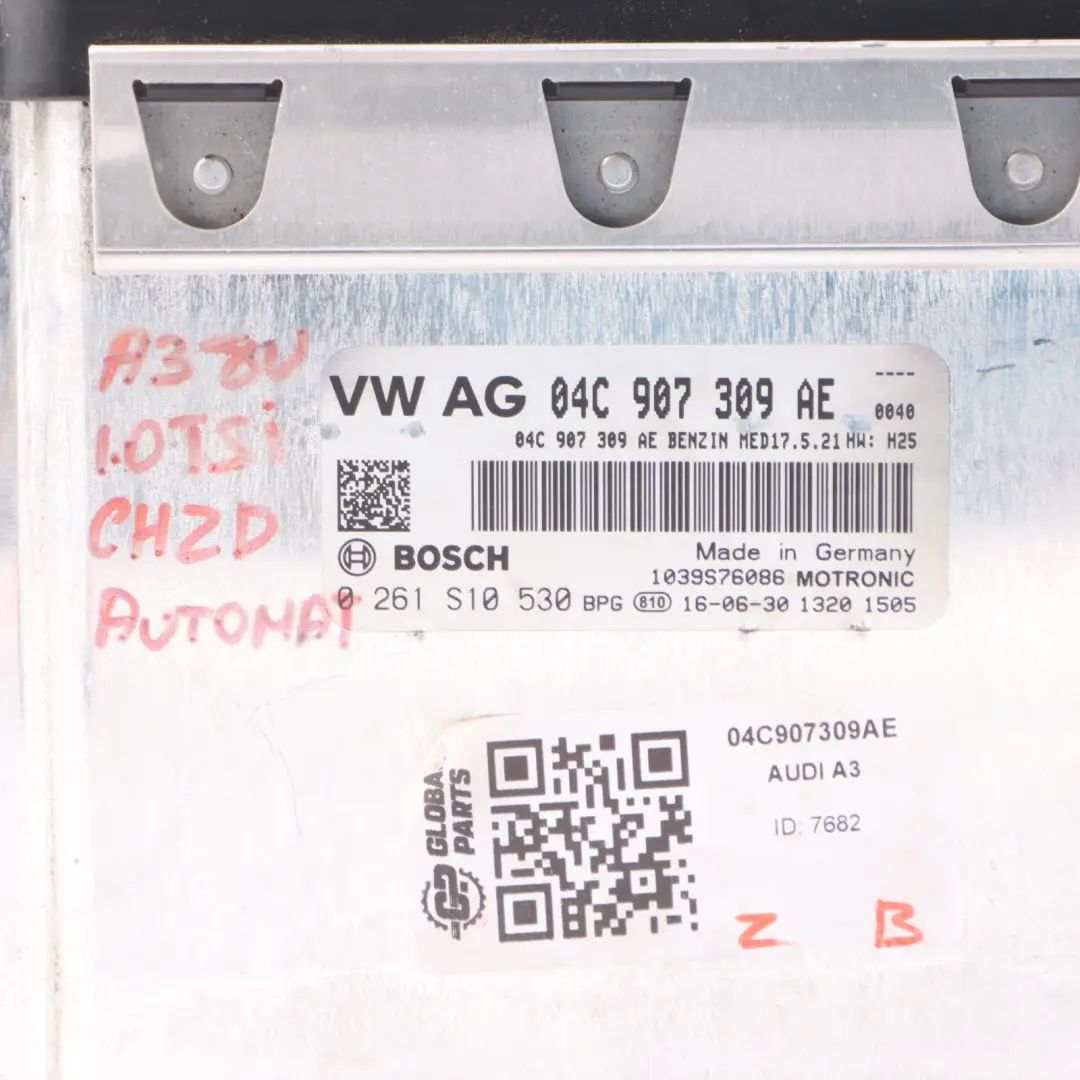 A3 8V
1.0TSi
CHZD
AUTOMAT
VW AG 04C 907 309 AE ----
0040
04C 907 309 AE BENZIN MED17.5.21 HW: H25
BOSCH
Made in Germany
1039S76086 MOTRONIC
0 261 S10 530 BPG 810 16-06-30 1320 1505
GLOBAL
PARTS
GP
04C907309AE
AUDI A3
ID: 7682
Z B